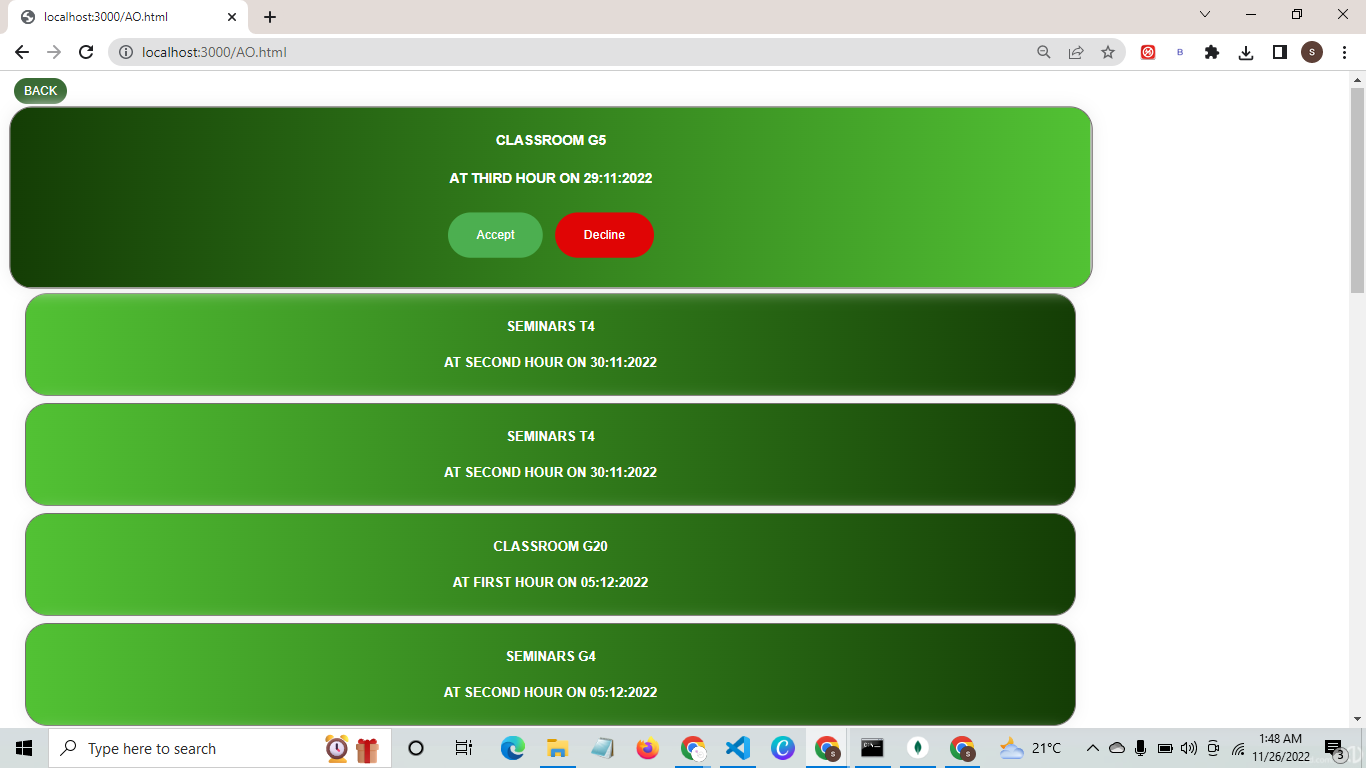 localhost:3000/AO.html
localhost:3000/AO.html
B
S
BACK
CLASSROOM G5
AT THIRD HOUR ON 29:11:2022
Accept
Decline
SEMINARS T4
AT SECOND HOUR ON 30:11:2022
SEMINARS T4
AT SECOND HOUR ON 30:11:2022
CLASSROOM G20
AT FIRST HOUR ON 05:12:2022
SEMINARS G4
AT SECOND HOUR ON 05:12:2022
Type here to search
21°C
1:48 AM
11/26/2022
3